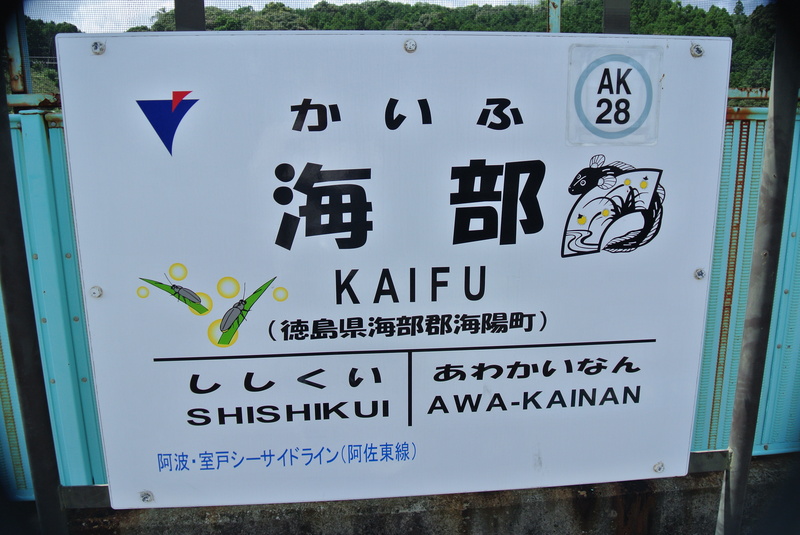 AK
28
かいふ
海部
KAIFU
(徳島県海部郡海陽町)
ししくい
SHISHIKUI
あわかいなん
AWA-KAINAN
阿波・室戸シーサイドライン(阿佐東線)